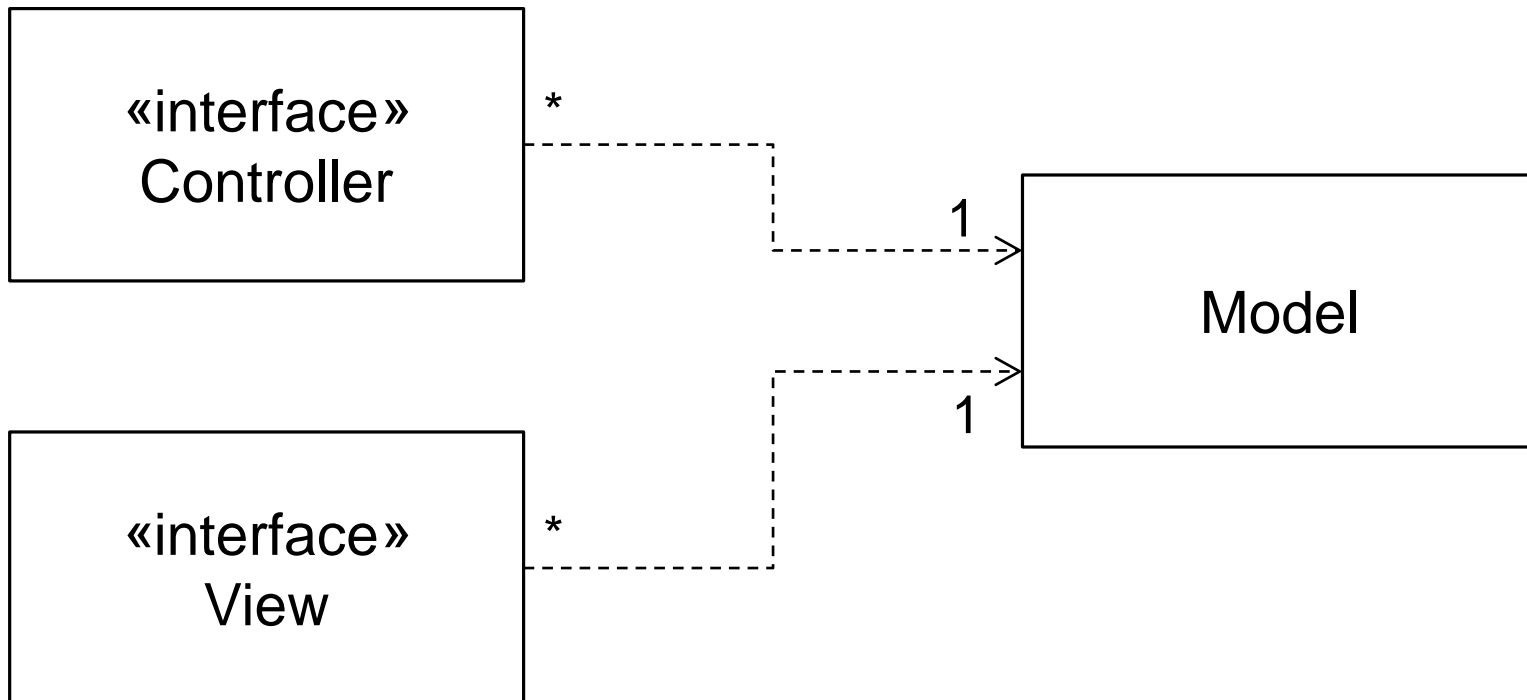 «interface»
Controller
*
1
Model
1
«interface»
View
*